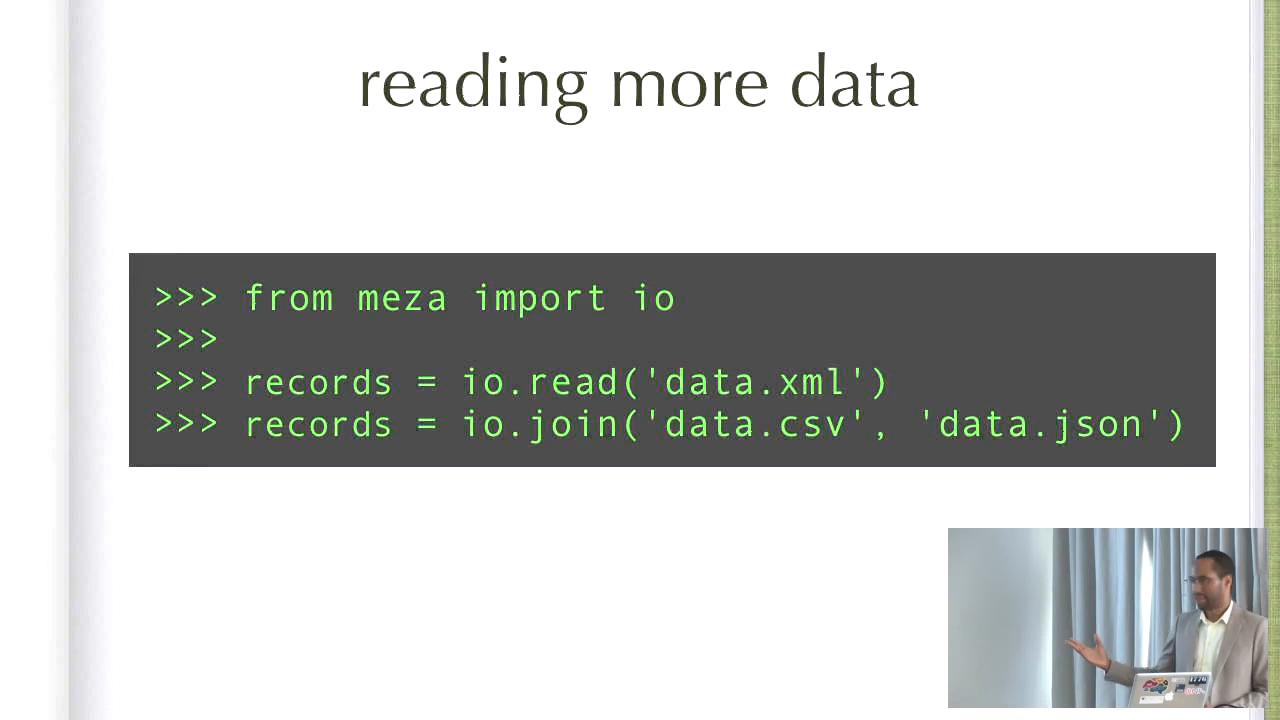 reading more data
>>> from meza import io
>>>
>>> records = io.read('data.xml')
>>> records = io.join('data.csv', 'data.json')
1776